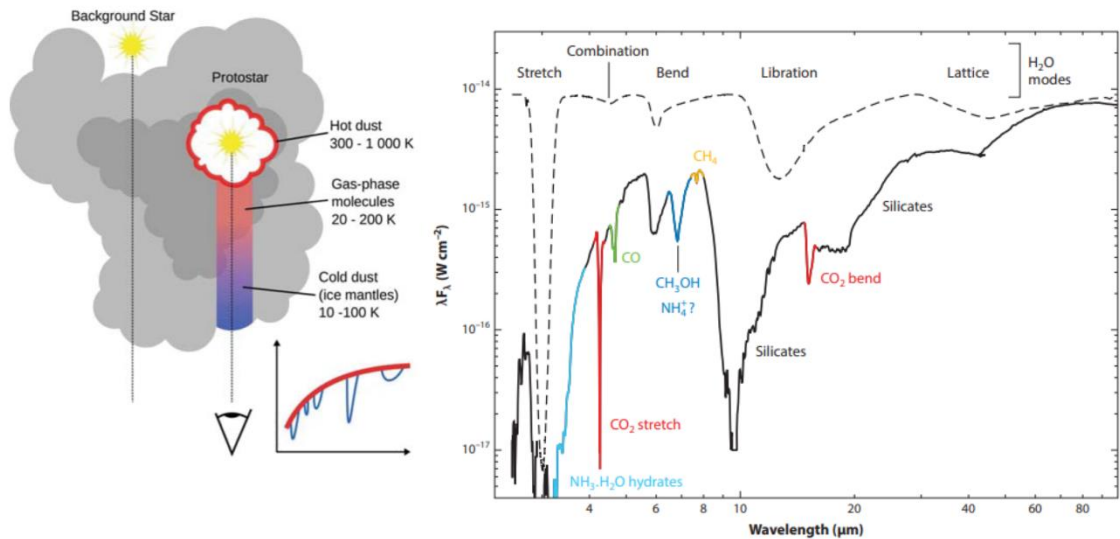 Background Star
Protostar
Hot dust
300 - 1 000 K
Gas-phase
molecules
20 - 200 K
Cold dust
(ice mantles)
10 -100 K
Combination
Stretch
Bend
Libration
Lattice
H₂O
modes
10⁻¹⁴
10⁻¹⁵
10⁻¹⁶
10⁻¹⁷
λFλ (W cm⁻²)
CH₄
CO
CH₃OH
NH₄⁺?
Silicates
CO₂ bend
Silicates
CO₂ stretch
NH₃.H₂O hydrates
4 6 8 10 20 40 60 80
Wavelength (μm)